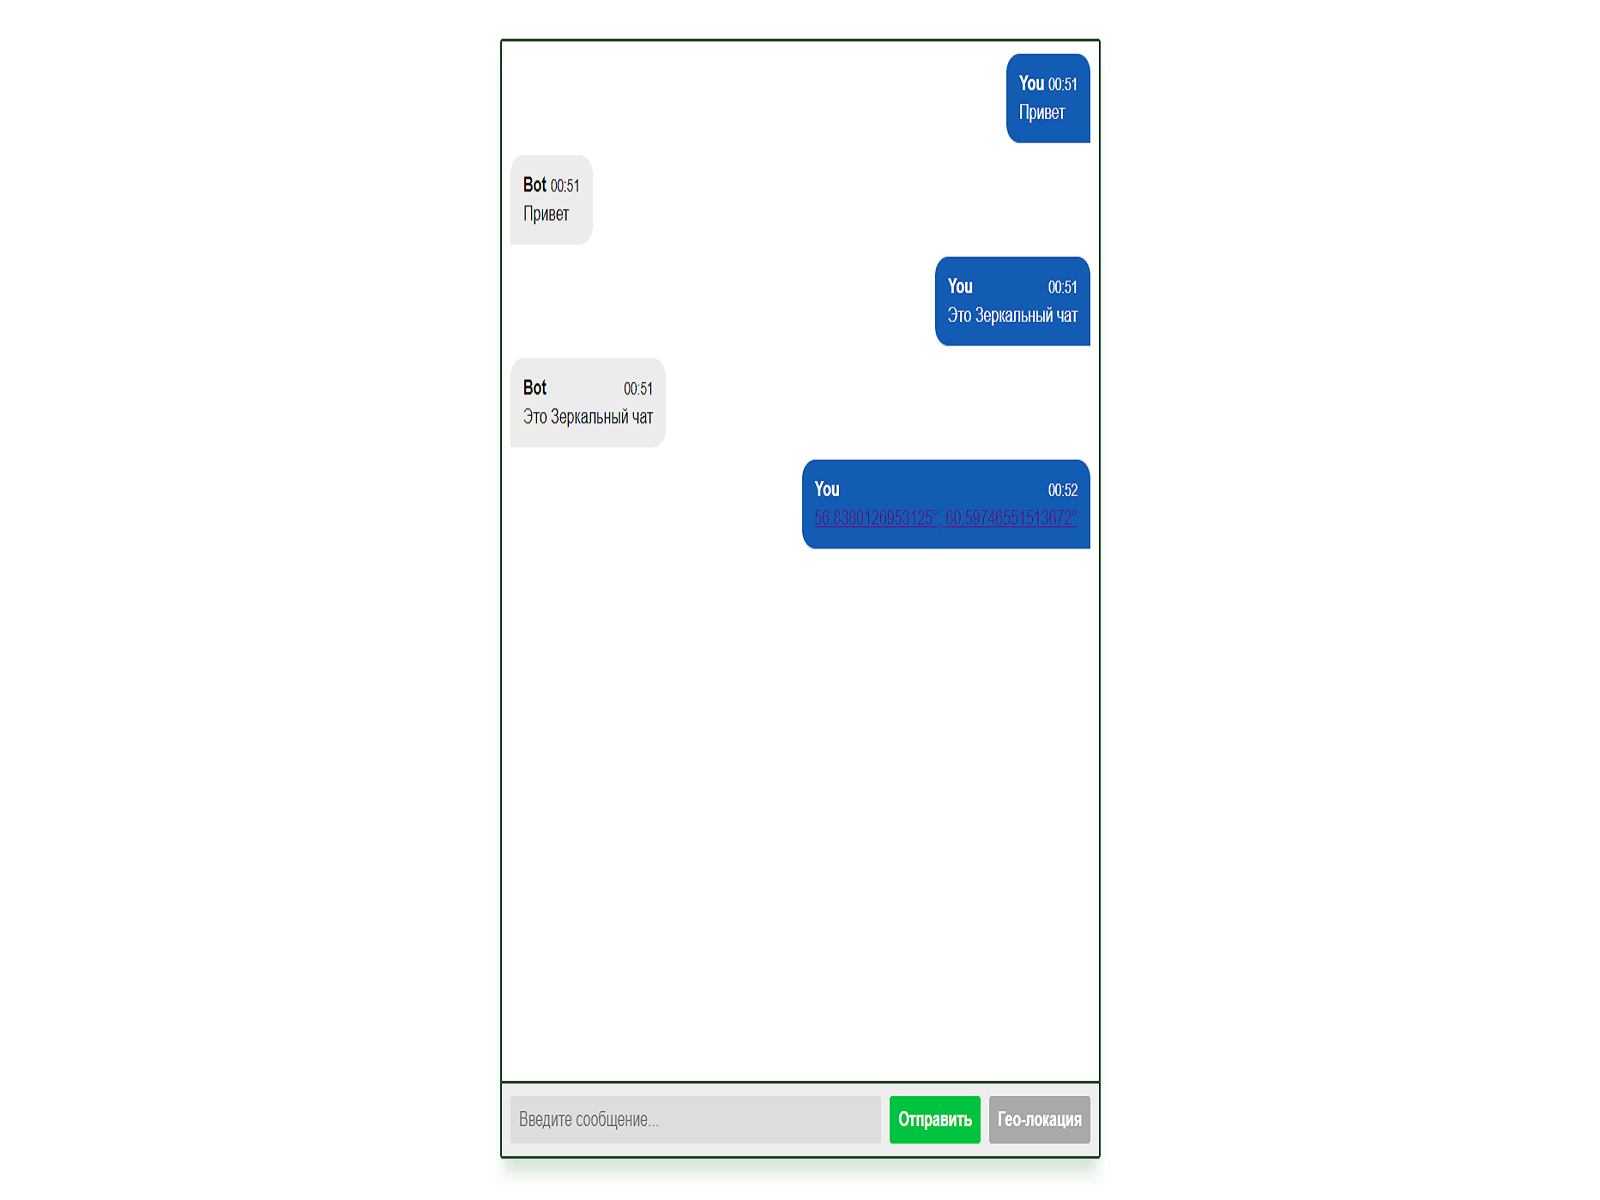 You 00:51
Привет
Bot 00:51
Привет
You 00:51
Это Зеркальный чат
Bot 00:51
Это Зеркальный чат
You 00:52
56.8380126953125°, 60.59746551513672°
Введите сообщение...
Отправить
Гео-локация